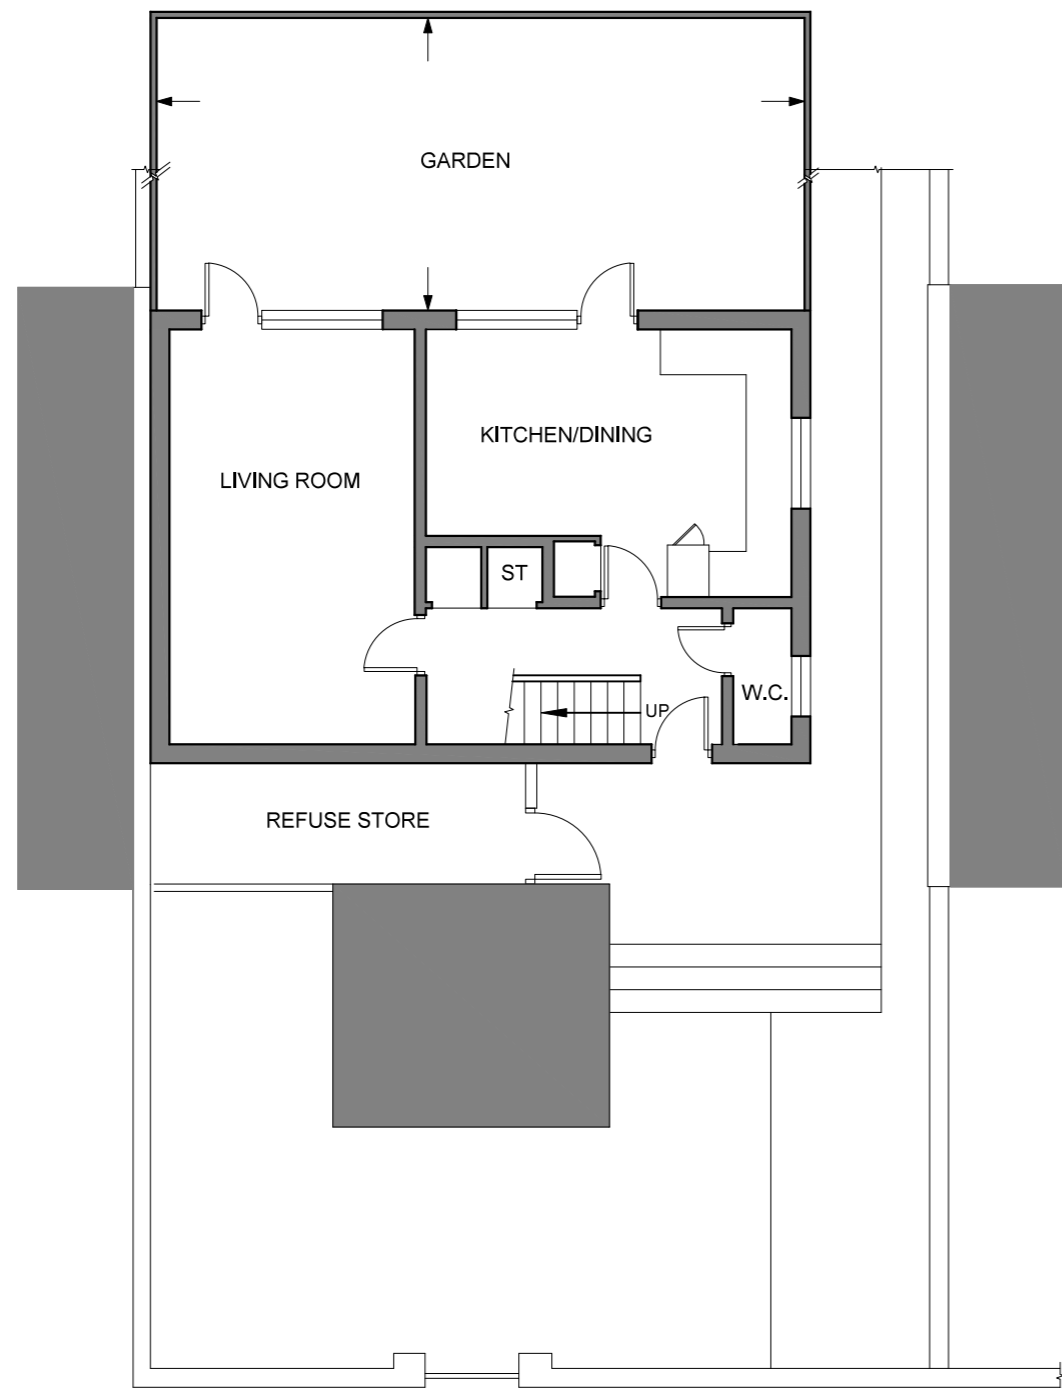 GARDEN
KITCHEN/DINING
LIVING ROOM
ST
W.C.
UP
REFUSE STORE